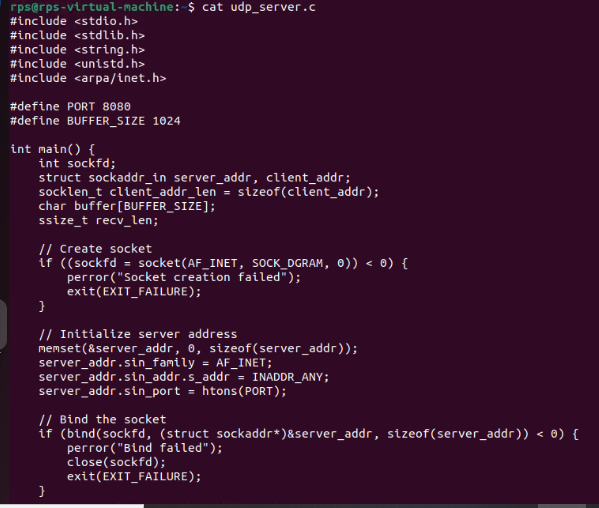 rps@rps-virtual-machine:~$ cat udp_server.c
#include <stdio.h>
#include <stdlib.h>
#include <string.h>
#include <unistd.h>
#include <arpa/inet.h>

#define PORT 8080
#define BUFFER_SIZE 1024

int main() {
    int sockfd;
    struct sockaddr_in server_addr, client_addr;
    socklen_t client_addr_len = sizeof(client_addr);
    char buffer[BUFFER_SIZE];
    ssize_t recv_len;

    // Create socket
    if ((sockfd = socket(AF_INET, SOCK_DGRAM, 0)) < 0) {
        perror("Socket creation failed");
        exit(EXIT_FAILURE);
    }

    // Initialize server address
    memset(&server_addr, 0, sizeof(server_addr));
    server_addr.sin_family = AF_INET;
    server_addr.sin_addr.s_addr = INADDR_ANY;
    server_addr.sin_port = htons(PORT);

    // Bind the socket
    if (bind(sockfd, (struct sockaddr*)&server_addr, sizeof(server_addr)) < 0) {
        perror("Bind failed");
        close(sockfd);
        exit(EXIT_FAILURE);
    }